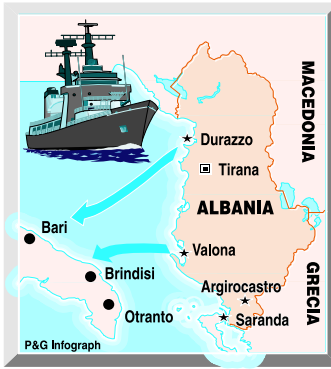 MACEDONIA
Durazzo
Tirana
ALBANIA
Bari
Valona
GRECIA
Brindisi
Argirocastro
Otranto
Saranda
P&G Infograph